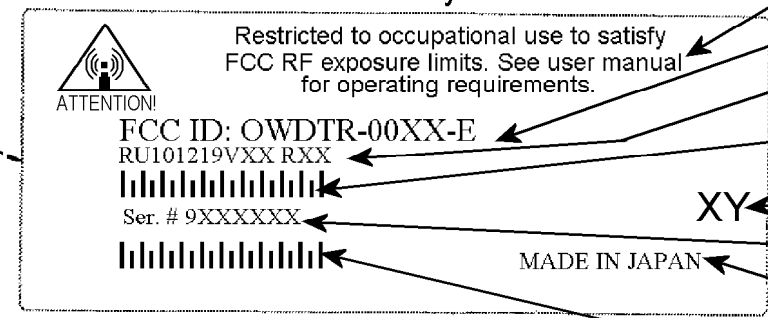 Restricted to occupational use to satisfy
FCC RF exposure limits. See user manual
for operating requirements.
ATTENTION!
FCC ID: OWDTR-00XX-E
RU101219VXX RXX
Ser. # 9XXXXXX
XY
MADE IN JAPAN